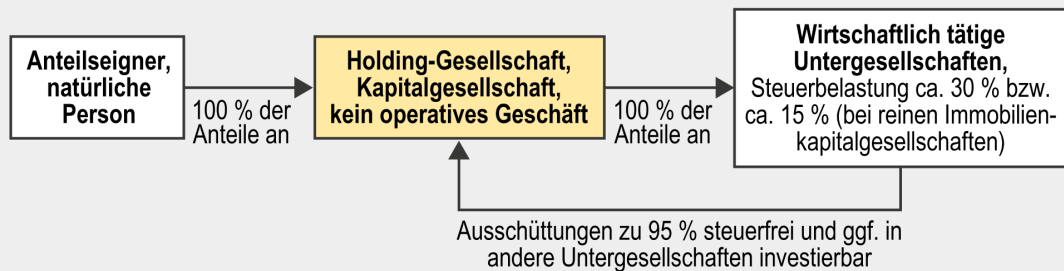 Anteilseigner,
natürliche
Person
100 % der
Anteile an
Holding-Gesellschaft,
Kapitalgesellschaft,
kein operatives Geschäft
100 % der
Anteile an
Wirtschaftlich tätige
Untergesellschaften,
Steuerbelastung ca. 30 % bzw.
ca. 15 % (bei reinen Immobilien-
kapitalgesellschaften)
Ausschüttungen zu 95 % steuerfrei und ggf. in
andere Untergesellschaften investierbar